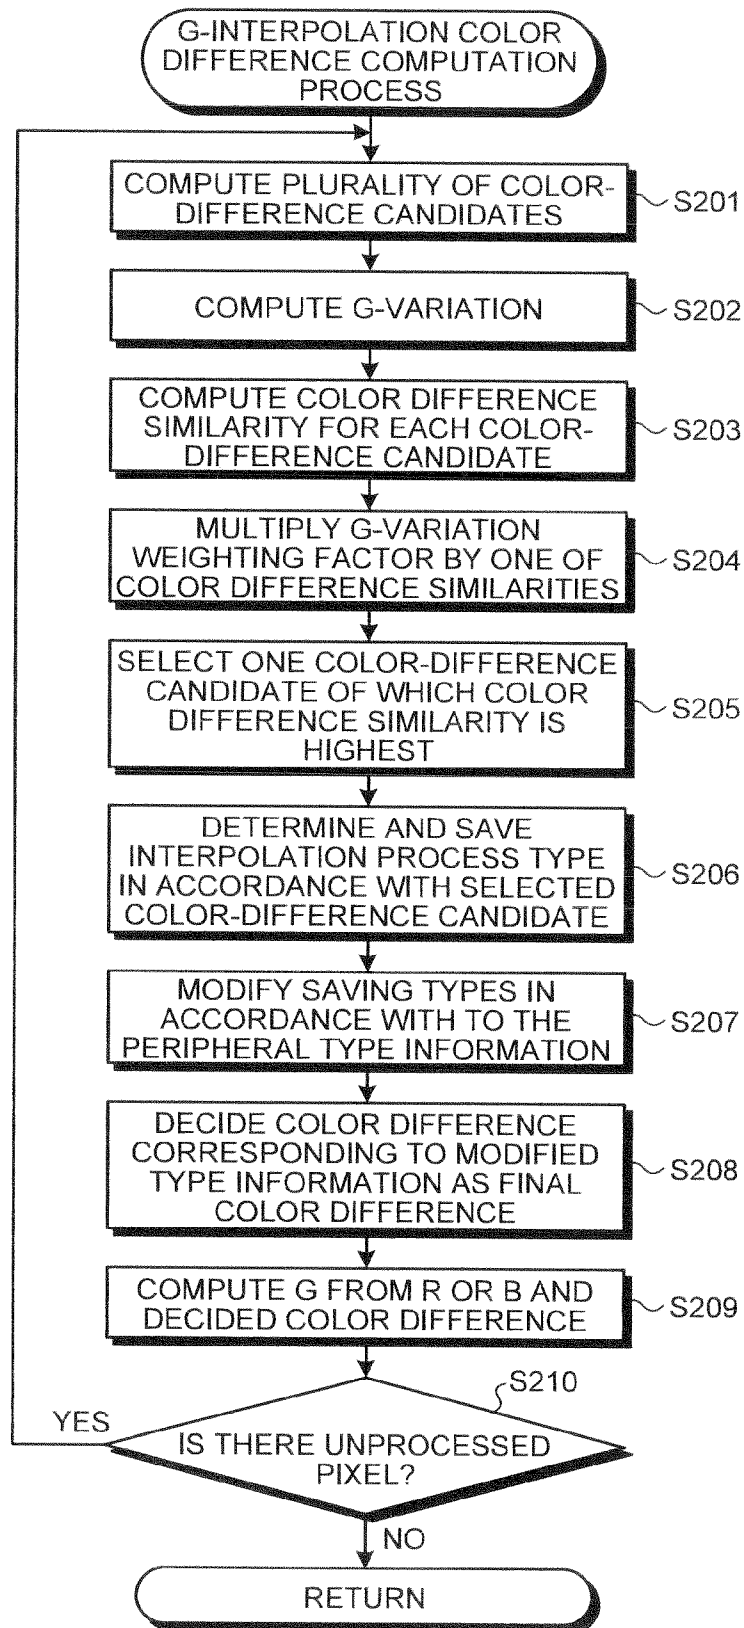 G-INTERPOLATION COLOR
DIFFERENCE COMPUTATION
PROCESS
COMPUTE PLURALITY OF COLOR-
DIFFERENCE CANDIDATES
S201
COMPUTE G-VARIATION
S202
COMPUTE COLOR DIFFERENCE
SIMILARITY FOR EACH COLOR-
DIFFERENCE CANDIDATE
S203
MULTIPLY G-VARIATION
WEIGHTING FACTOR BY ONE OF
COLOR DIFFERENCE SIMILARITIES
S204
SELECT ONE COLOR-DIFFERENCE
CANDIDATE OF WHICH COLOR
DIFFERENCE SIMILARITY IS
HIGHEST
S205
DETERMINE AND SAVE
INTERPOLATION PROCESS TYPE
IN ACCORDANCE WITH SELECTED
COLOR-DIFFERENCE CANDIDATE
S206
MODIFY SAVING TYPES IN
ACCORDANCE WITH TO THE
PERIPHERAL TYPE INFORMATION
S207
DECIDE COLOR DIFFERENCE
CORRESPONDING TO MODIFIED
TYPE INFORMATION AS FINAL
COLOR DIFFERENCE
S208
COMPUTE G FROM R OR B AND
DECIDED COLOR DIFFERENCE
S209
S210
YES
IS THERE UNPROCESSED
PIXEL?
NO
RETURN